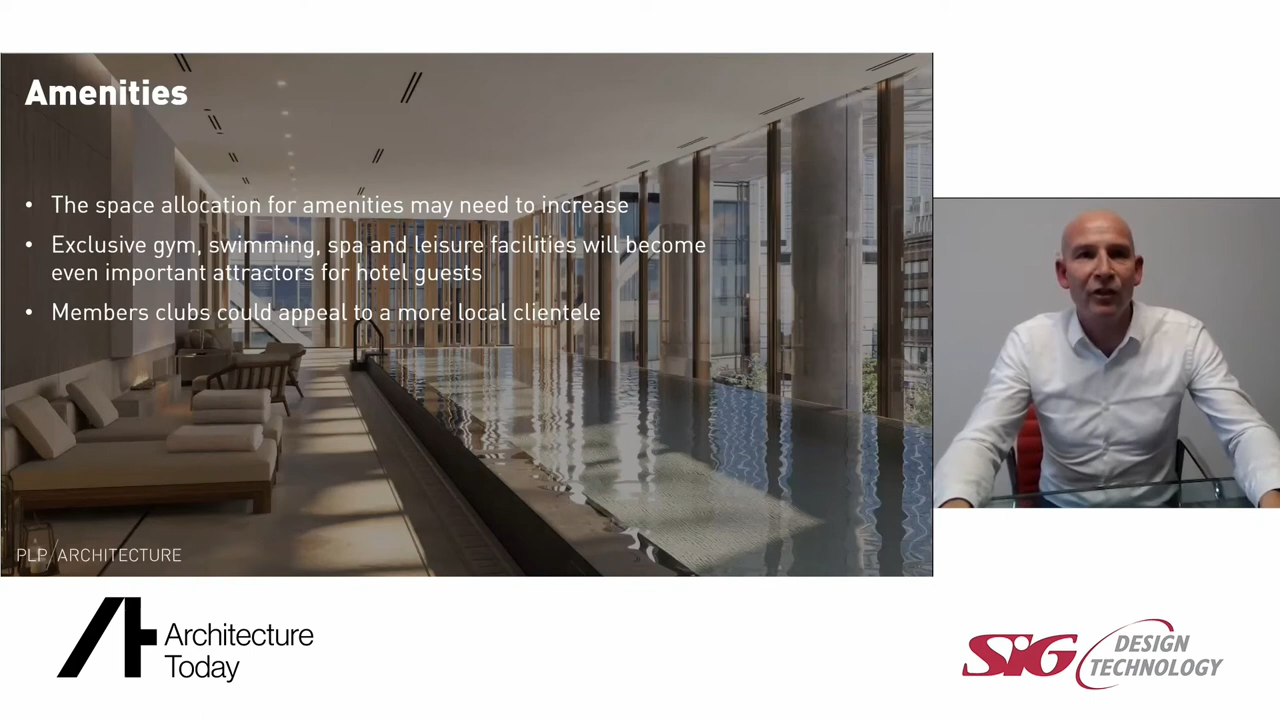 Amenities
• The space allocation for amenities may need to increase
• Exclusive gym, swimming, spa and leisure facilities will become
even important attractors for hotel guests
• Members clubs could appeal to a more local clientele
PLP/ARCHITECTURE
Architecture
Today
SiG DESIGN
TECHNOLOGY